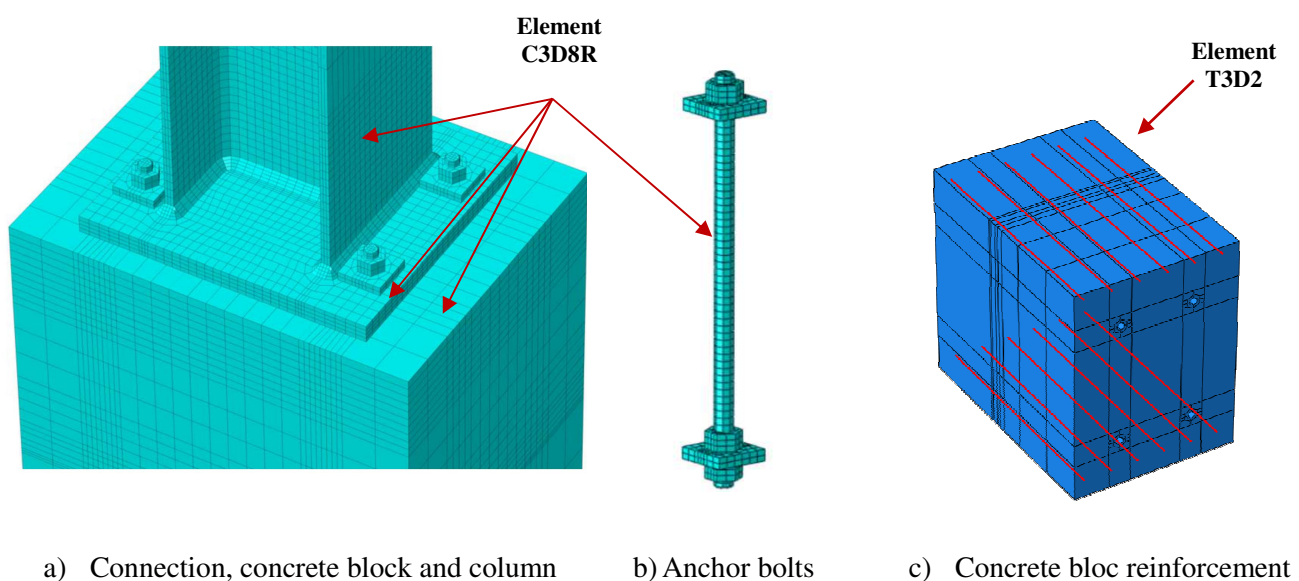 Element
C3D8R
Element
T3D2
a) Connection, concrete block and column
b) Anchor bolts
c) Concrete bloc reinforcement